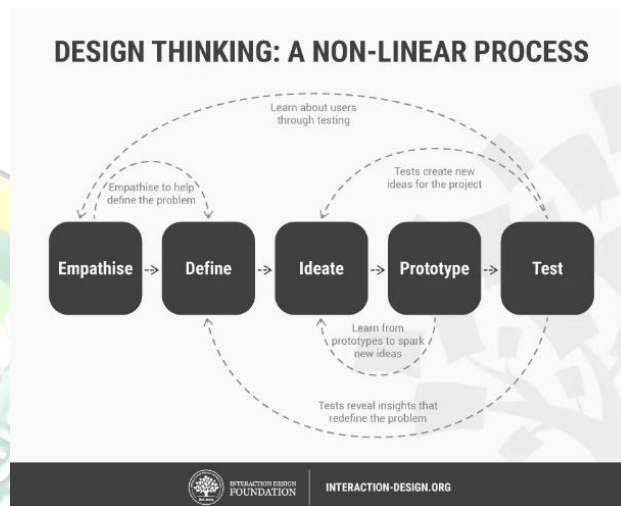 DESIGN THINKING: A NON-LINEAR PROCESS
Learn about users
through testing
Empathise to help
define the problem
Tests create new
ideas for the project
Empathise
Define
Ideate
Prototype
Test
Learn from
prototypes to spark
new ideas
Tests reveal insights that
redefine the problem
INTERACTION DESIGN
FOUNDATION
INTERACTION-DESIGN.ORG